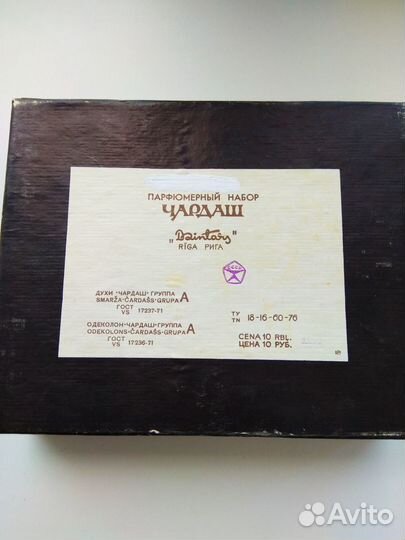 ПАРФЮМЕРНЫЙ НАБОР
ЧАРДАШ
„Dzintars"
RĪGA РИГА
ДУХИ "ЧАРДАШ" ГРУППА А
SMARŽA "ČARDAŠS" GRUPA
ГОСТ
VS 17237-71
ОДЕКОЛОН "ЧАРДАШ" ГРУППА А
ODEKOLONS "ČARDAŠS" GRUPA
ГОСТ
VS 17236-71
ТУ
TN 18-16-60-76
CENA 10 RBL.
ЦЕНА 10 РУБ.
Avito